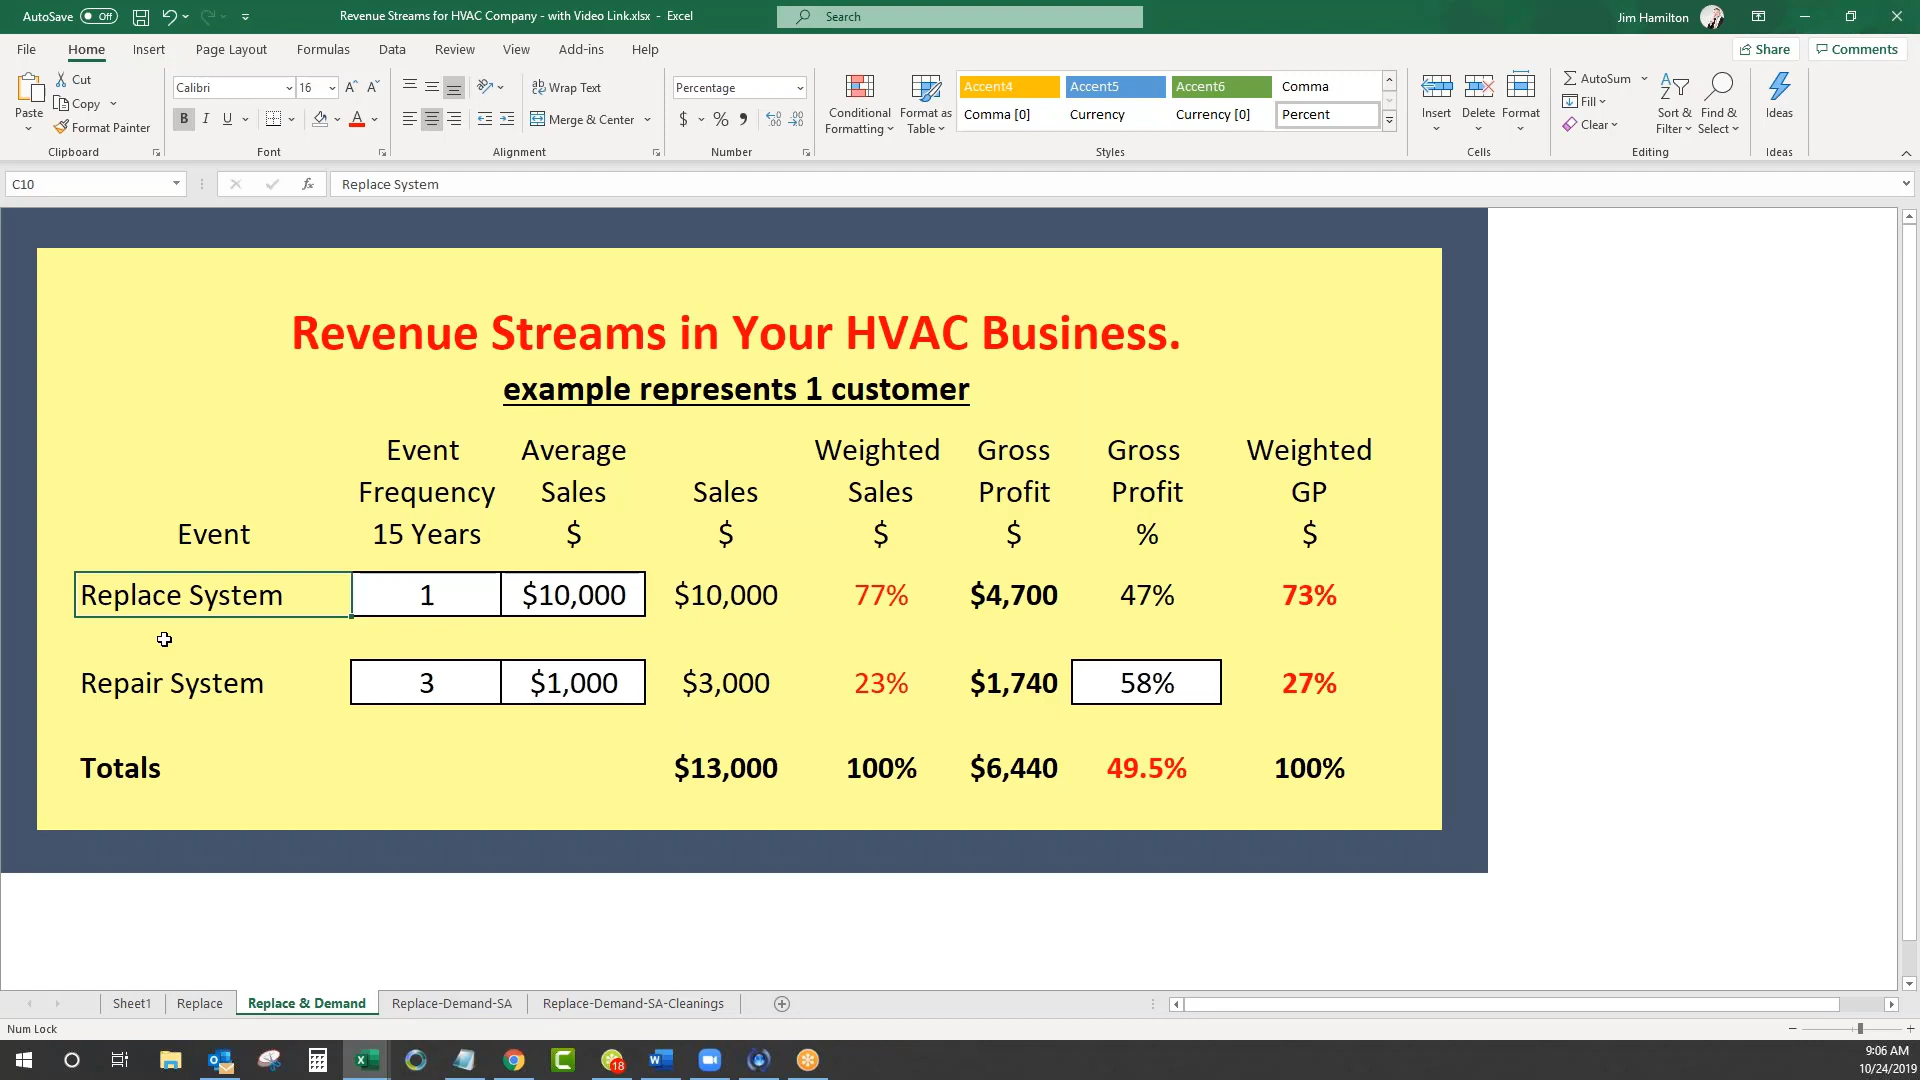 AutoSave Off Revenue Streams for HVAC Company - with Video Link.xlsx - Excel Search Jim Hamilton
File Home Insert Page Layout Formulas Data Review View Add-ins Help Share Comments
Paste Cut Copy Format Painter
Clipboard
Calibri 16
B I U A
Font
Wrap Text
Merge & Center
Alignment
Percentage
$ % 9
Number
Conditional Formatting
Format as Table
Accent4 Accent5 Accent6 Comma
Comma [0] Currency Currency [0] Percent
Styles
Insert Delete Format
Cells
AutoSum
Fill
Clear
Sort & Filter
Find & Select
Editing
Ideas
Ideas
C10 fx Replace System
Revenue Streams in Your HVAC Business.
example represents 1 customer
Event Average Weighted Gross Gross Weighted
Frequency Sales Sales Sales Profit Profit GP
Event 15 Years $ $ $ $ % $
Replace System 1 $10,000 $10,000 77% $4,700 47% 73%
Repair System 3 $1,000 $3,000 23% $1,740 58% 27%
Totals $13,000 100% $6,440 49.5% 100%
Sheet1 Replace Replace & Demand Replace-Demand-SA Replace-Demand-SA-Cleanings
Num Lock
18
9:06 AM
10/24/2019